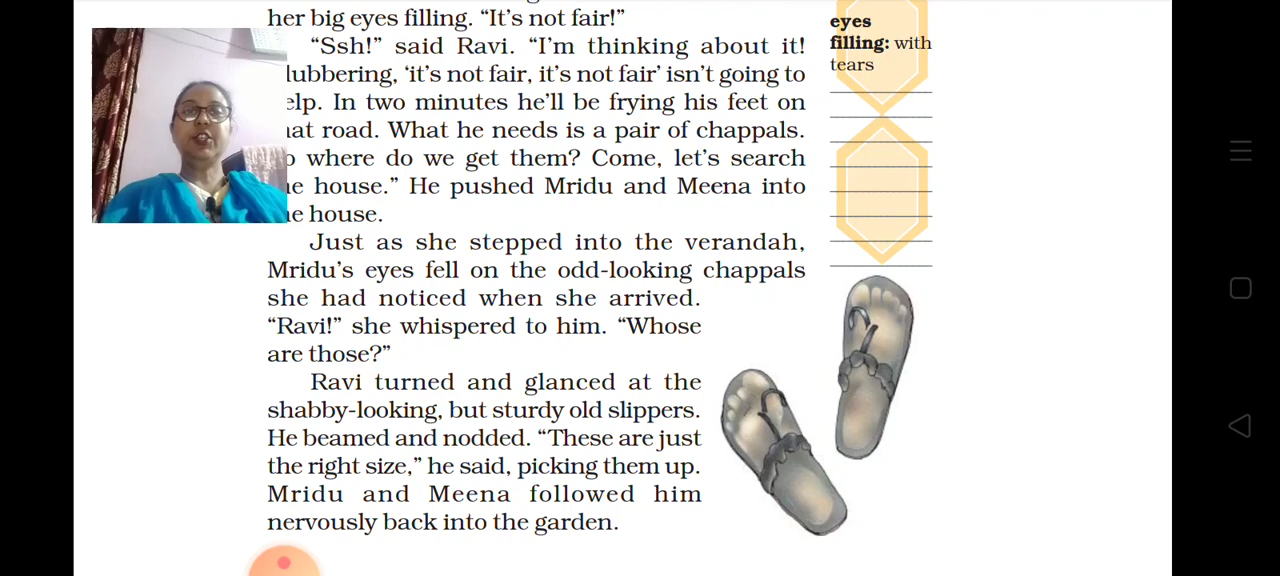 her big eyes filling. “It's not fair!”
“Ssh!” said Ravi. “I'm thinking about it!
lubbering, ‘it's not fair, it's not fair’ isn't going to
elp. In two minutes he'll be frying his feet on
at road. What he needs is a pair of chappals.
o where do we get them? Come, let's search
e house.” He pushed Mridu and Meena into
e house.
Just as she stepped into the verandah,
Mridu's eyes fell on the odd-looking chappals
she had noticed when she arrived.
“Ravi!” she whispered to him. “Whose
are those?”
Ravi turned and glanced at the
shabby-looking, but sturdy old slippers.
He beamed and nodded. “These are just
the right size,” he said, picking them up.
Mridu and Meena followed him
nervously back into the garden.
eyes
filling: with
tears